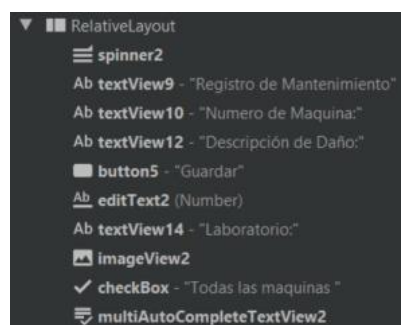 RelativeLayout
spinner2
Ab textView9 - "Registro de Mantenimiento"
Ab textView10 - "Numero de Maquina:"
Ab textView12 - "Descripción de Daño:"
button5 - "Guardar"
Ab editText2 (Number)
Ab textView14 - "Laboratorio:"
imageView2
checkBox - "Todas las maquinas "
multiAutoCompleteTextView2